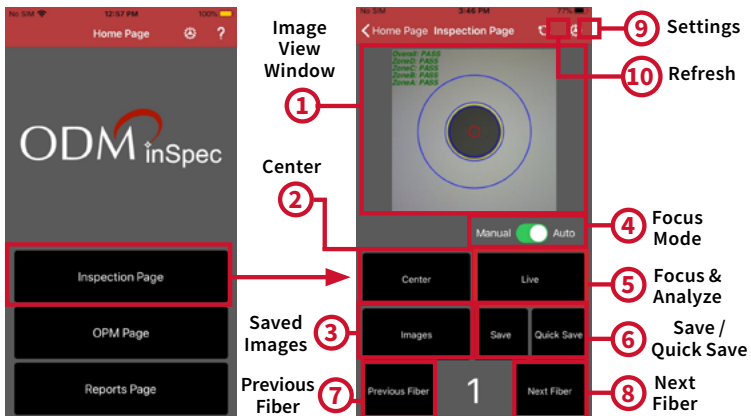 No SIM 12:57 PM 100%
Home Page ?
ODM inSpec
Inspection Page
OPM Page
Reports Page
Image
View
Window
1
Center
2
Saved
Images
3
Previous
Fiber
7
No SIM 3:46 PM 77%
Home Page Inspection Page
Overall: PASS
ZoneD: PASS
ZoneC: PASS
ZoneB: PASS
ZoneA: PASS
Manual Auto
Center
Live
Images
Save
Quick Save
Previous Fiber
1
Next Fiber
9 Settings
10 Refresh
4 Focus
Mode
5 Focus &
Analyze
6 Save /
Quick Save
8 Next
Fiber